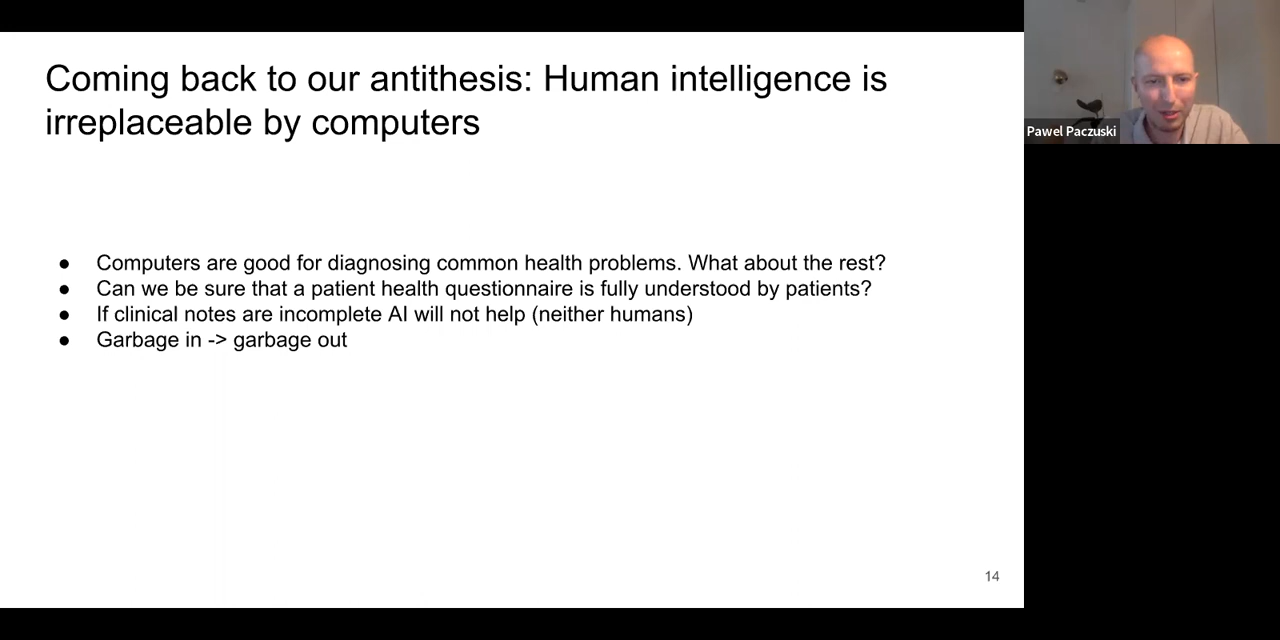 Coming back to our antithesis: Human intelligence is
irreplaceable by computers
● Computers are good for diagnosing common health problems. What about the rest?
● Can we be sure that a patient health questionnaire is fully understood by patients?
● If clinical notes are incomplete AI will not help (neither humans)
● Garbage in -> garbage out
14
Pawel Paczuski